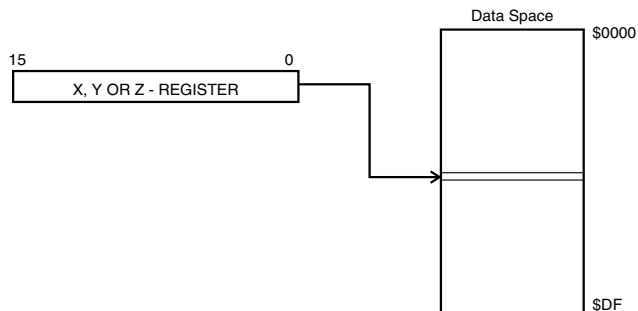 Data Space
$0000
15 0
X, Y OR Z - REGISTER
$DF